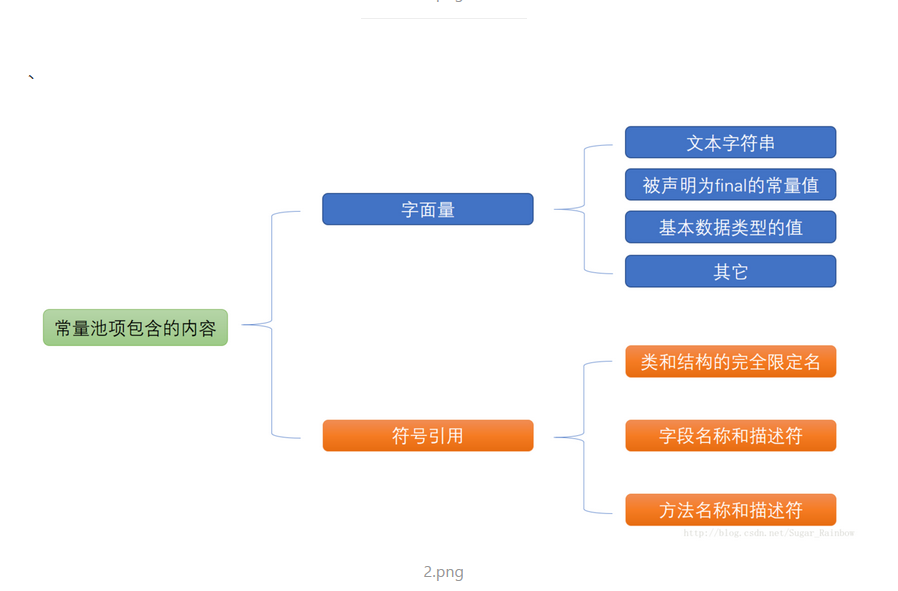 、
常量池项包含的内容
字面量
文本字符串
被声明为final的常量值
基本数据类型的值
其它
符号引用
类和结构的完全限定名
字段名称和描述符
方法名称和描述符
http://blog.csdn.net/Sugar_Rainbow
2.png